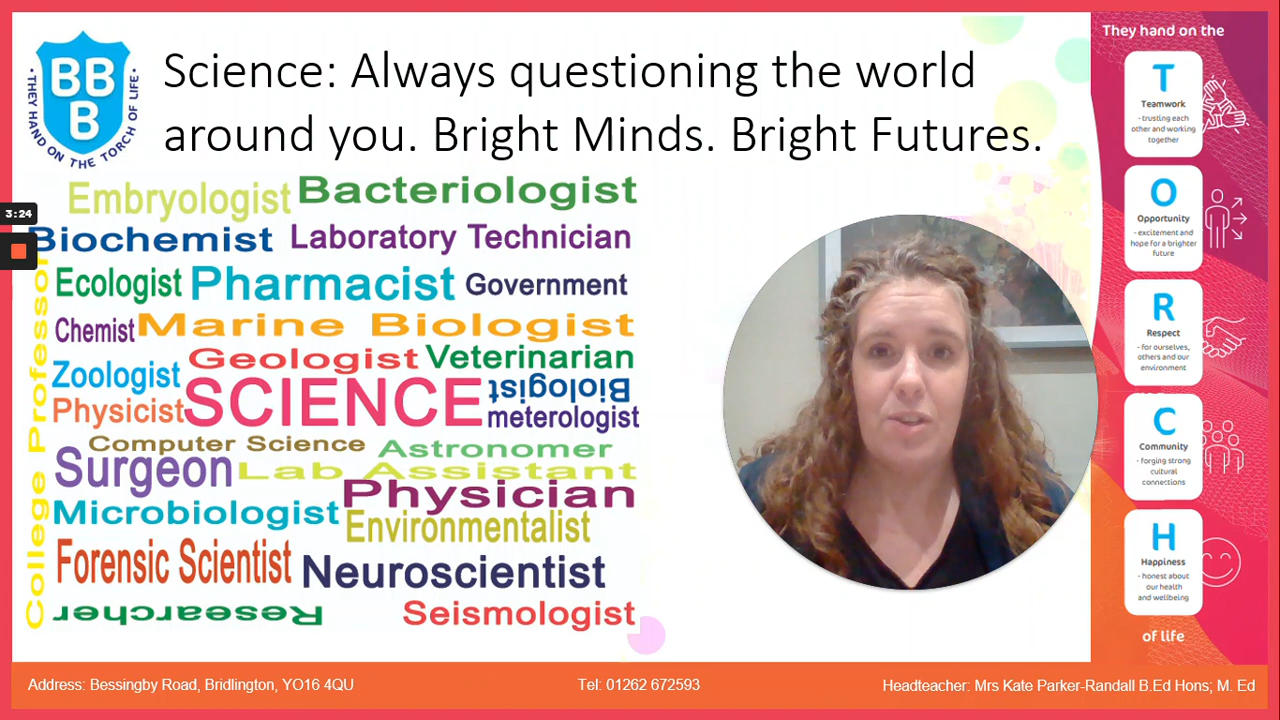 Science: Always questioning the world
around you. Bright Minds. Bright Futures.
BB
B
THEY HAND ON THE TORCH OF LIFE
3:24
Embryologist Bacteriologist
Biochemist Laboratory Technician
Ecologist Pharmacist Government
Chemist Marine Biologist
Geologist Veterinarian
Zoologist SCIENCE Biologist
Physicist meterologist
Computer Science Astronomer
Surgeon Lab Assistant
Physician
Microbiologist Environmentalist
Forensic Scientist Neuroscientist
Researcher Seismologist
College Professor
They hand on the
T
Teamwork
- trusting each
other and working
together
O
Opportunity
- excitement and
hope for a brighter
future
R
Respect
- for ourselves,
others and our
environment
C
Community
- forging strong
cultural
connections
H
Happiness
- honest about
our health
and wellbeing
of life
Address: Bessingby Road, Bridlington, YO16 4QU
Tel: 01262 672593
Headteacher: Mrs Kate Parker-Randall B.Ed Hons; M. Ed